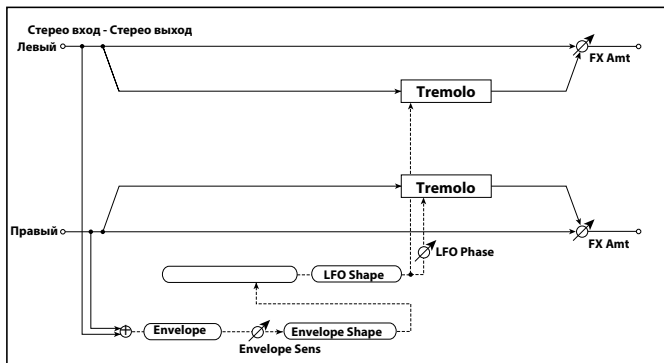 Стерео вход - Стерео выход
Левый
FX Amt
Tremolo
Tremolo
Правый
FX Amt
LFO Phase
LFO Shape
Envelope
Envelope Shape
Envelope Sens